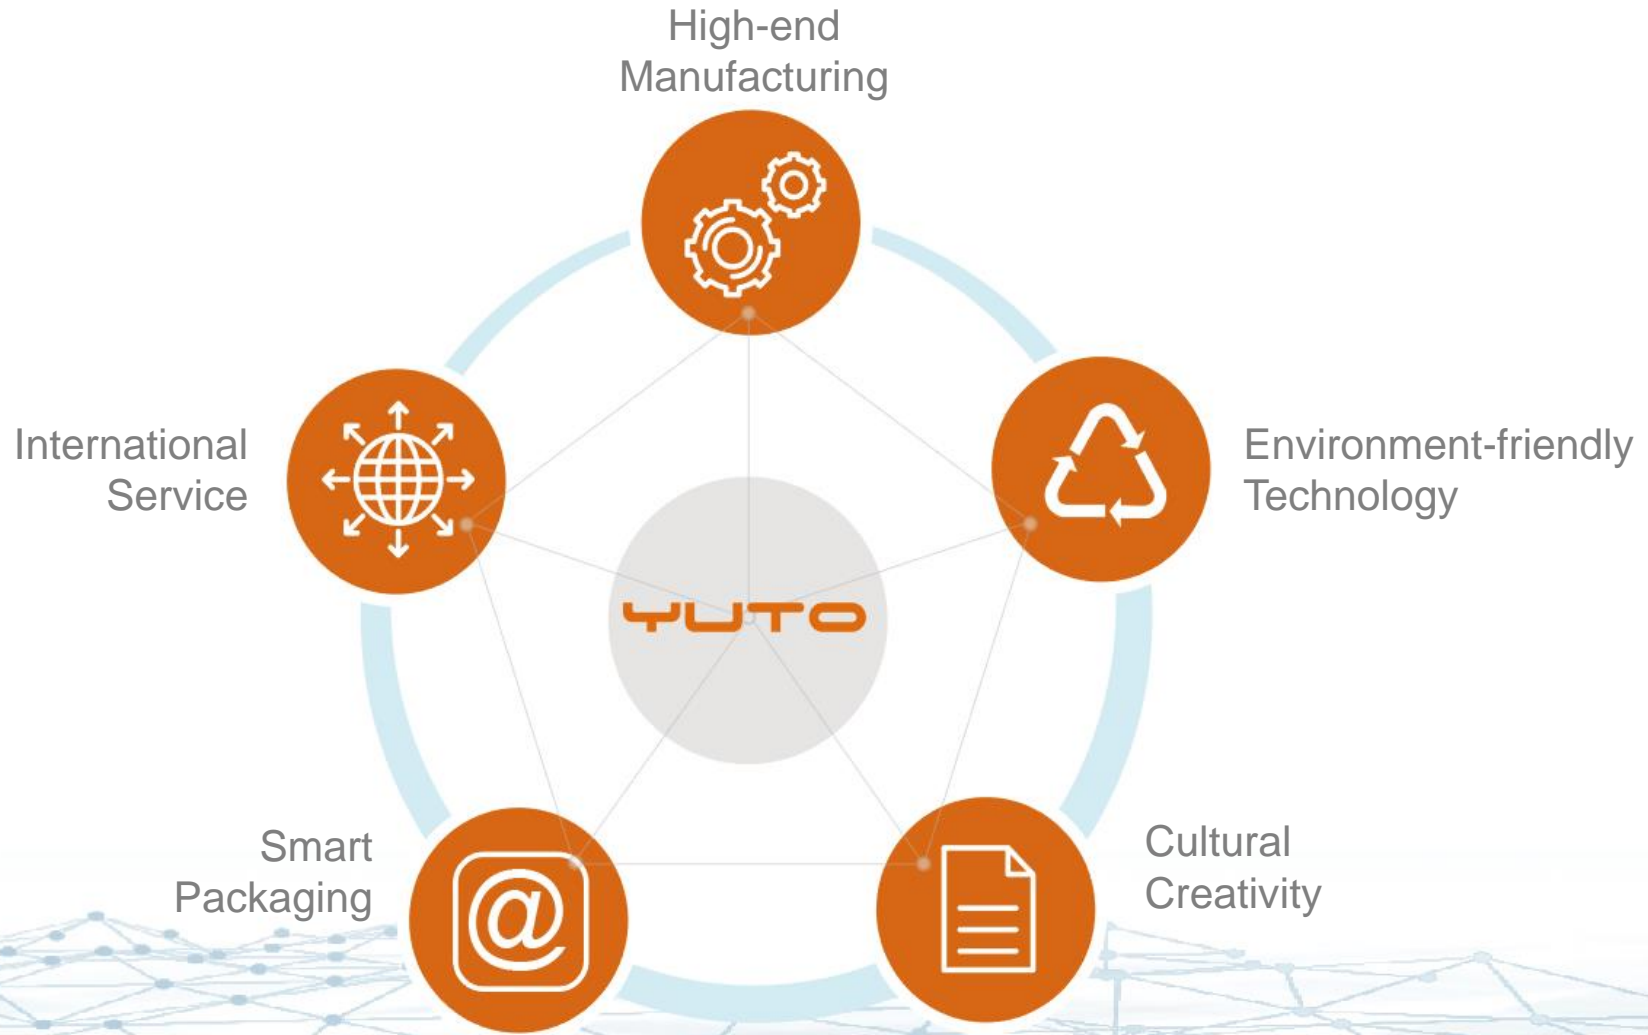 High-end
Manufacturing
International
Service
Environment-friendly
Technology
YUTO
Smart
Packaging
@
Cultural
Creativity